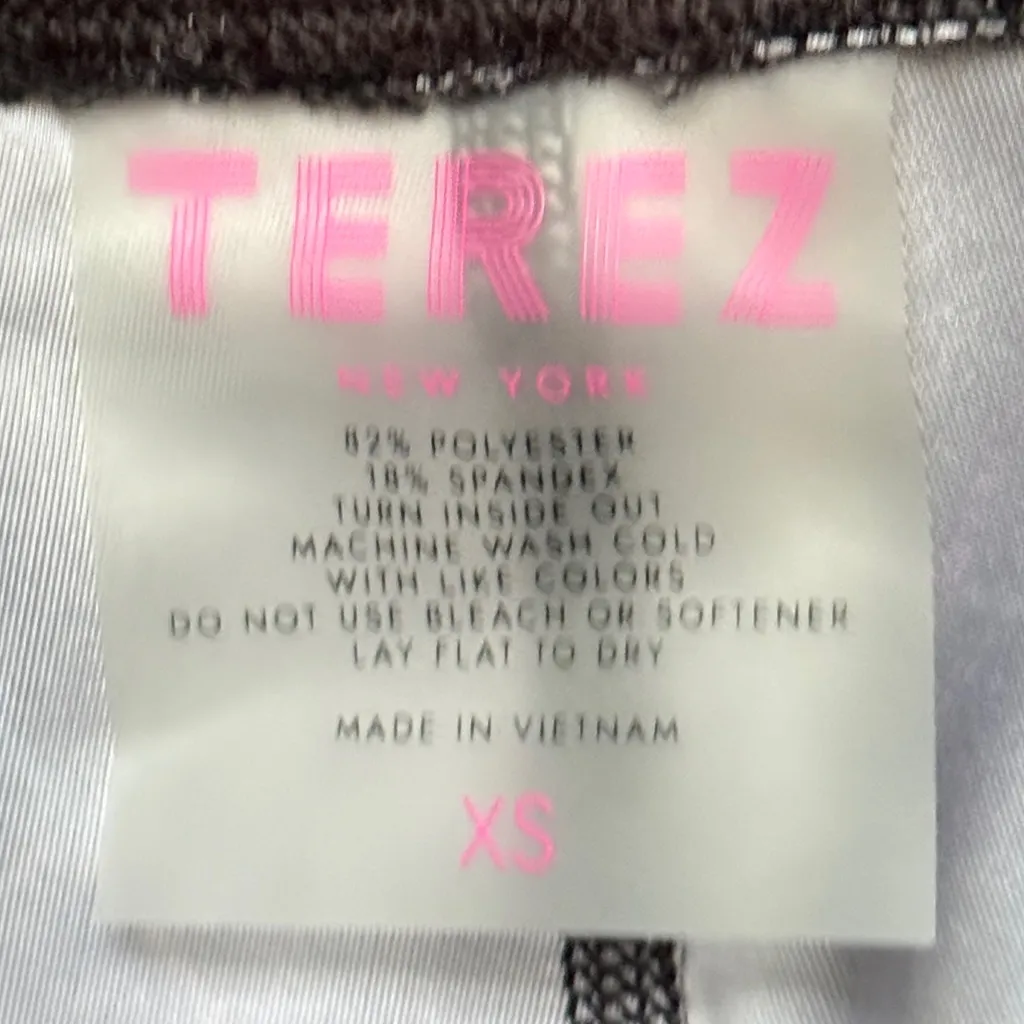 TEREZ
NEW YORK
82% POLYESTER
18% SPANDEX
TURN INSIDE OUT
MACHINE WASH COLD
WITH LIKE COLORS
DO NOT USE BLEACH OR SOFTENER
LAY FLAT TO DRY
MADE IN VIETNAM
XS